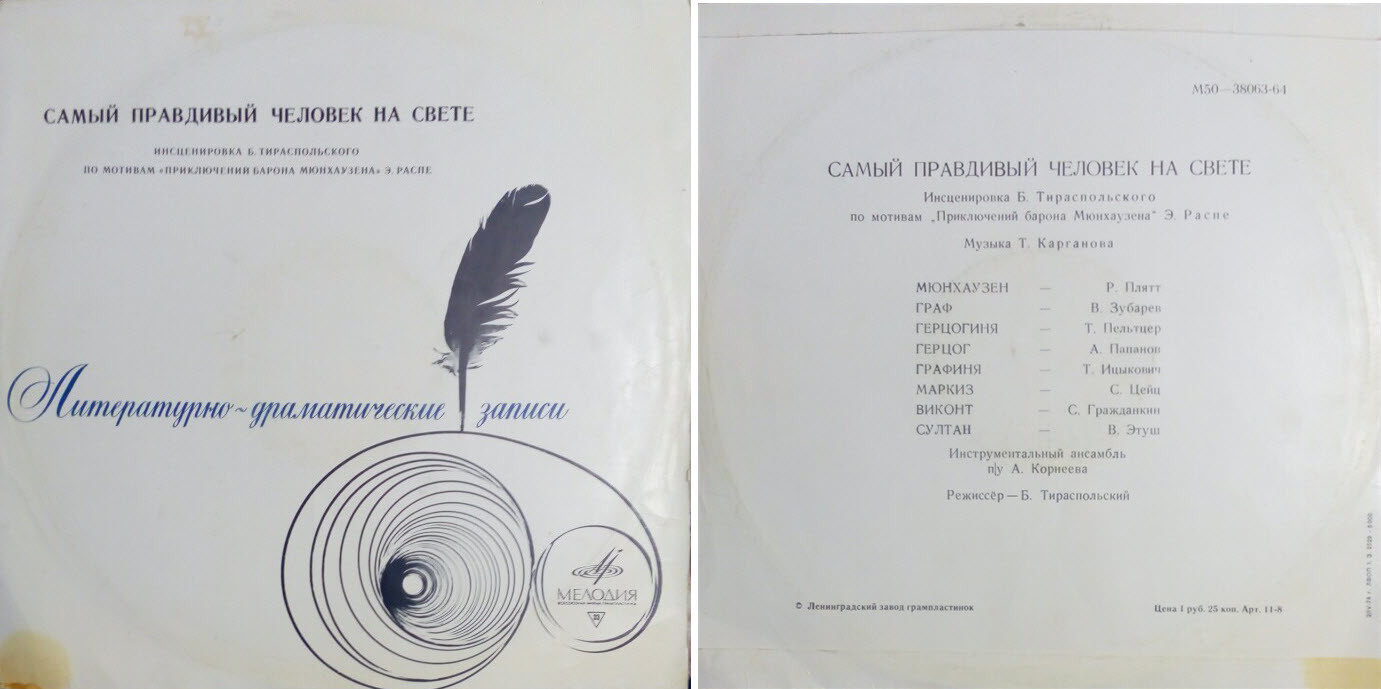 САМЫЙ ПРАВДИВЫЙ ЧЕЛОВЕК НА СВЕТЕ
ИНСЦЕНИРОВКА Б. ТИРАСПОЛЬСКОГО
ПО МОТИВАМ «ПРИКЛЮЧЕНИЙ БАРОНА МЮНХАУЗЕНА» Э. РАСПЕ
Литературно~драматические записи
МЕЛОДИЯ
33
М50—38063-64
САМЫЙ ПРАВДИВЫЙ ЧЕЛОВЕК НА СВЕТЕ
Инсценировка Б. Тираспольского
по мотивам „Приключений барона Мюнхаузена“ Э. Распе
Музыка Т. Карганова
МЮНХАУЗЕН — Р. Плятт
ГРАФ — В. Зубарев
ГЕРЦОГИНЯ — Т. Пельтцер
ГЕРЦОГ — А. Папанов
ГРАФИНЯ — Т. Ицыкович
МАРКИЗ — С. Цейц
ВИКОНТ — С. Гражданкин
СУЛТАН — В. Этуш
Инструментальный ансамбль
п/у А. Корнеева
Режиссёр — Б. Тираспольский
© Ленинградский завод грампластинок
Цена 1 руб. 25 коп. Арт. 11-8